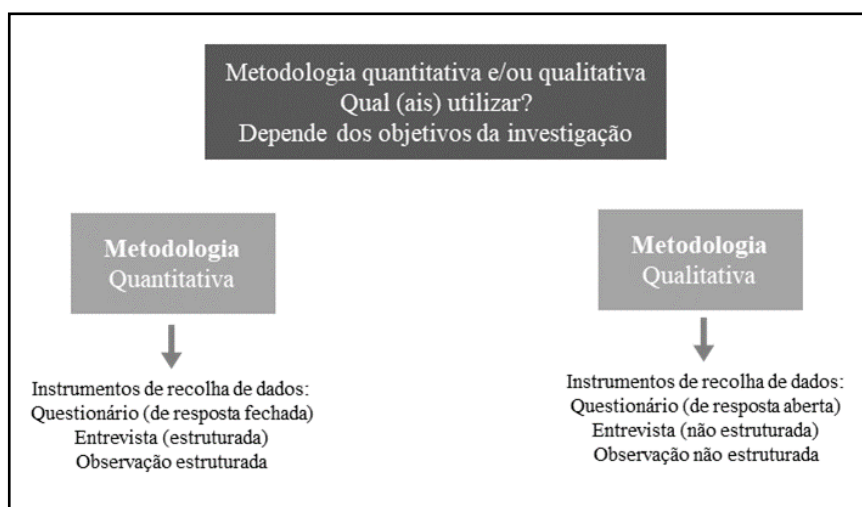 Metodologia quantitativa e/ou qualitativa
Qual (ais) utilizar?
Depende dos objetivos da investigação
Metodologia
Quantitativa
Instrumentos de recolha de dados:
Questionário (de resposta fechada)
Entrevista (estruturada)
Observação estruturada
Metodologia
Qualitativa
Instrumentos de recolha de dados:
Questionário (de resposta aberta)
Entrevista (não estruturada)
Observação não estruturada